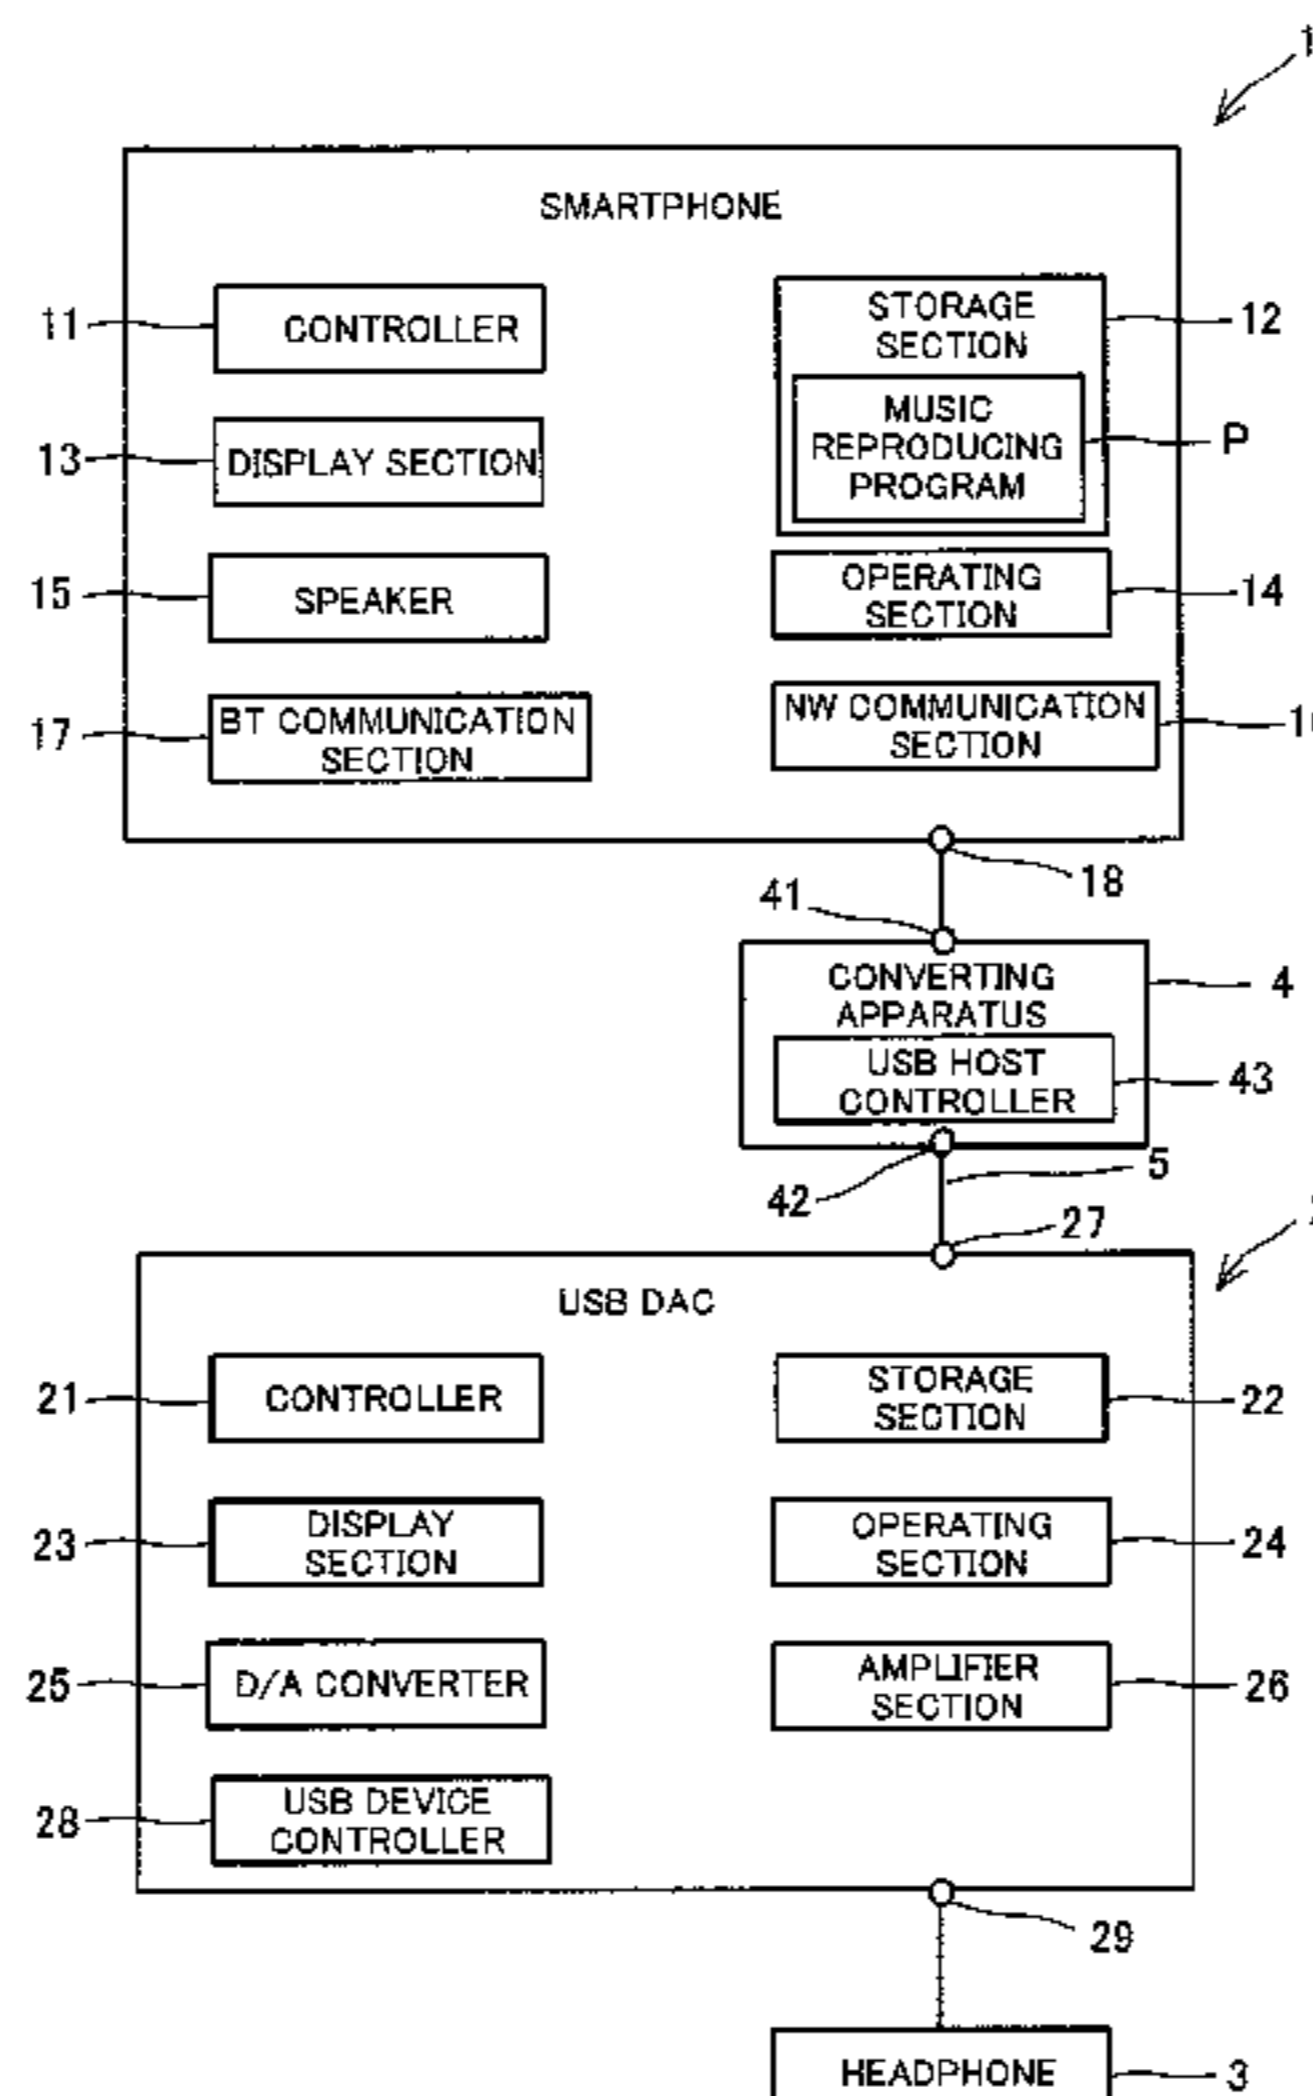 1
SMARTPHONE
11
CONTROLLER
STORAGE
SECTION
12
MUSIC
REPRODUCING
PROGRAM
P
13
DISPLAY SECTION
15
SPEAKER
OPERATING
SECTION
14
17
BT COMMUNICATION
SECTION
NW COMMUNICATION
SECTION
18
41
CONVERTING
APPARATUS
4
USB HOST
CONTROLLER
43
42
5
27
USB DAC
21
CONTROLLER
STORAGE
SECTION
22
23
DISPLAY
SECTION
OPERATING
SECTION
24
25
D/A CONVERTER
AMPLIFIER
SECTION
26
28
USB DEVICE
CONTROLLER
29
HEADPHONE
3